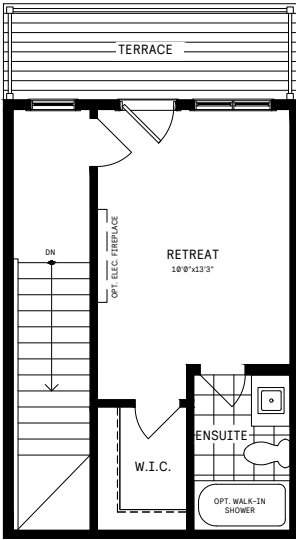 TERRACE
DN
OPT. ELEC. FIREPLACE
RETREAT
10'0"x13'3"
ENSUITE
W.I.C.
OPT. WALK-IN
SHOWER